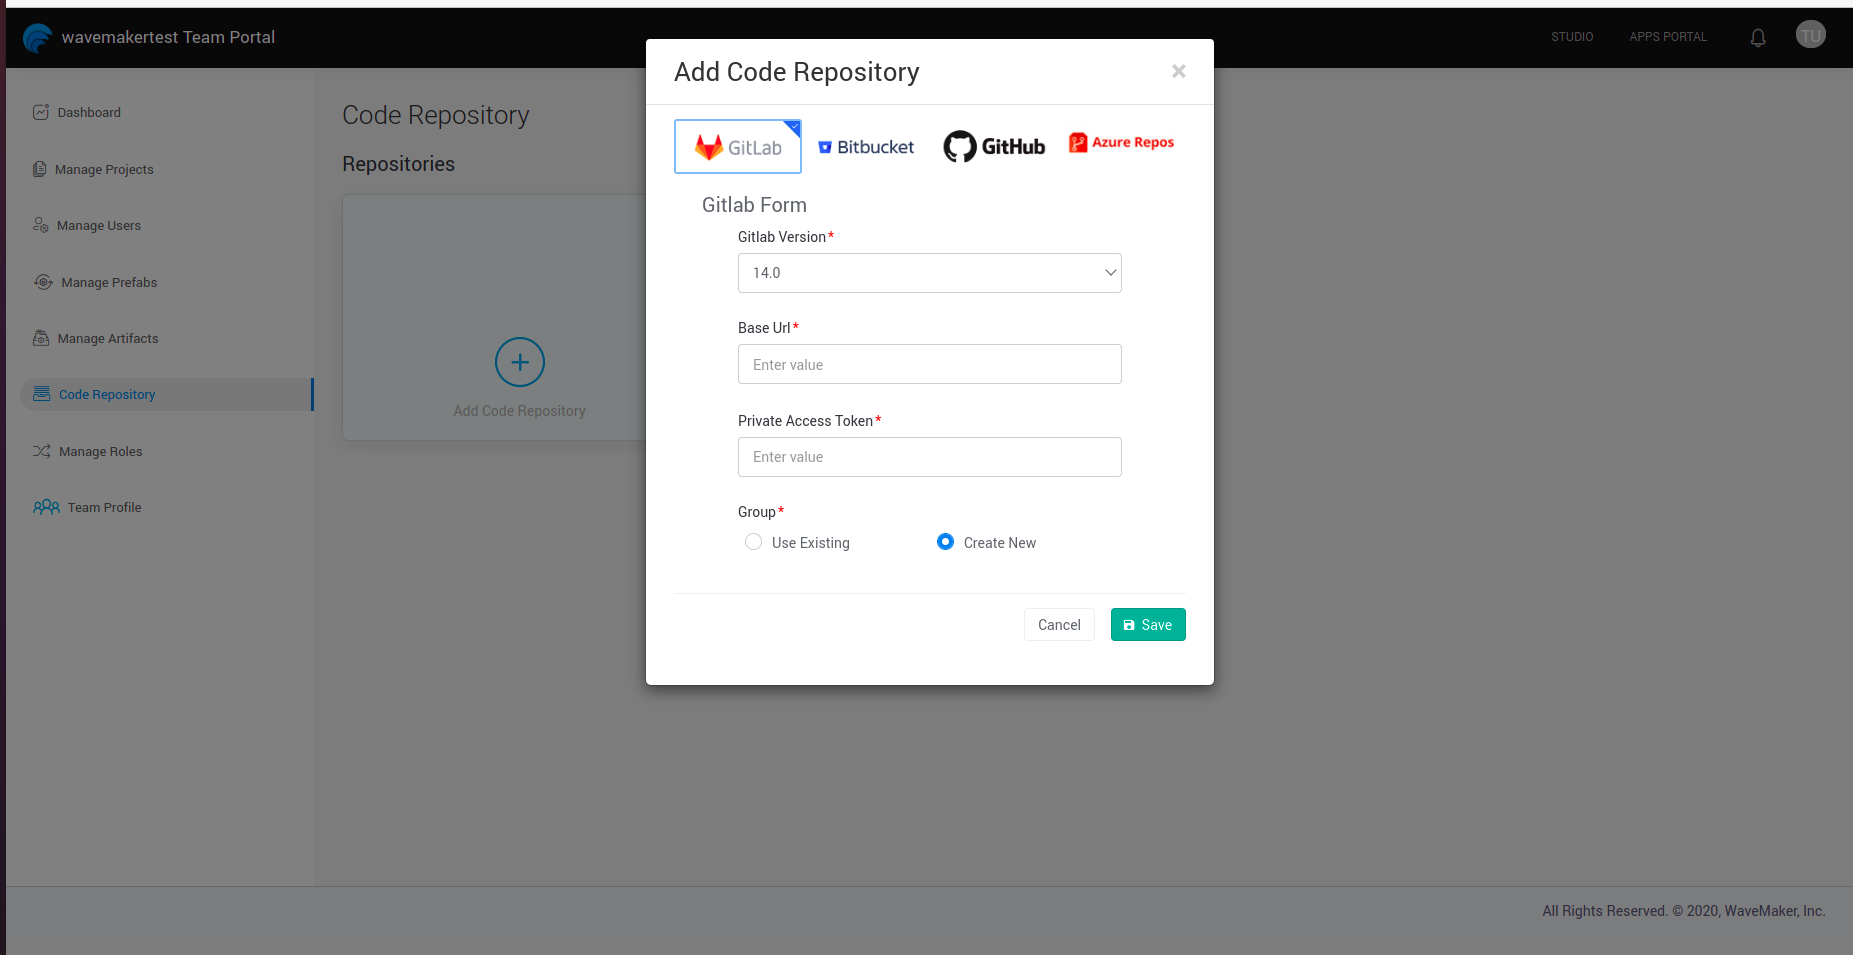 wavemakertest Team Portal
STUDIO
APPS PORTAL
TU
Dashboard
Manage Projects
Manage Users
Manage Prefabs
Manage Artifacts
Code Repository
Manage Roles
Team Profile
Code Repository
Repositories
Add Code Repository
Add Code Repository
×
GitLab
Bitbucket
GitHub
Azure Repos
Gitlab Form
Gitlab Version*
14.0
Base Url*
Enter value
Private Access Token*
Enter value
Group*
Use Existing
Create New
Cancel
Save
All Rights Reserved. © 2020, WaveMaker, Inc.